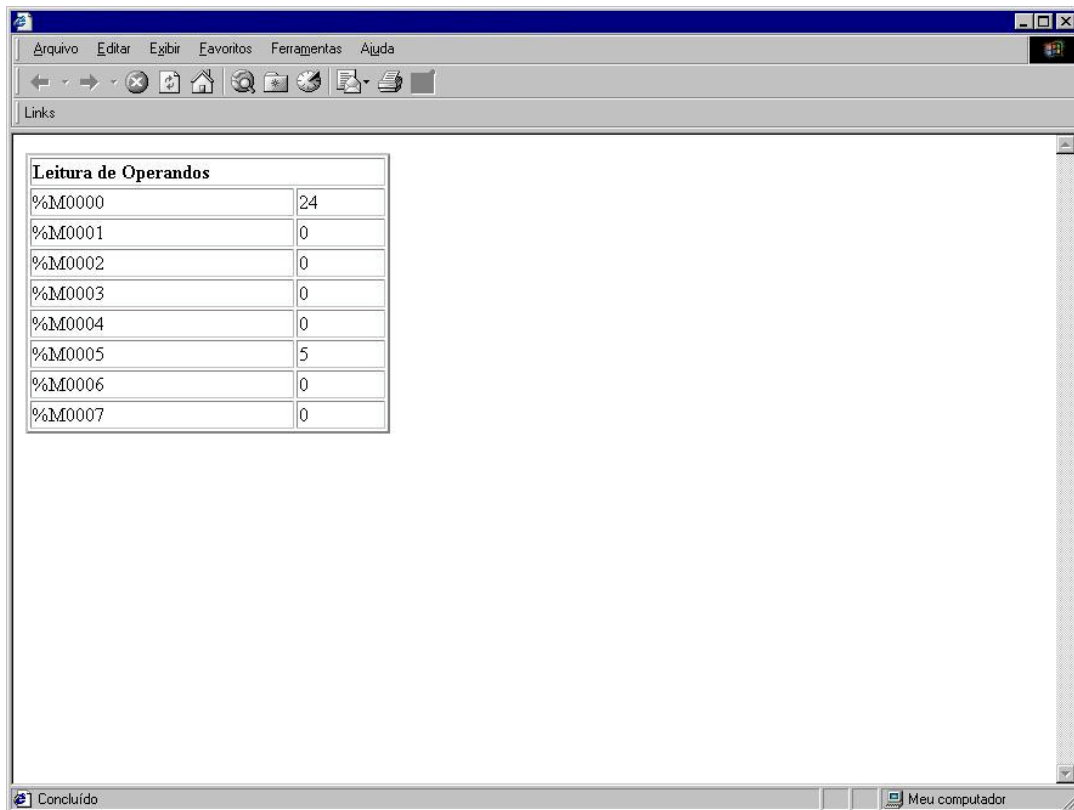 Arquivo Editar Exibir Favoritos Ferramentas Ajuda
Links
Leitura de Operandos
%M0000 24
%M0001 0
%M0002 0
%M0003 0
%M0004 0
%M0005 5
%M0006 0
%M0007 0
Concluído Meu computador